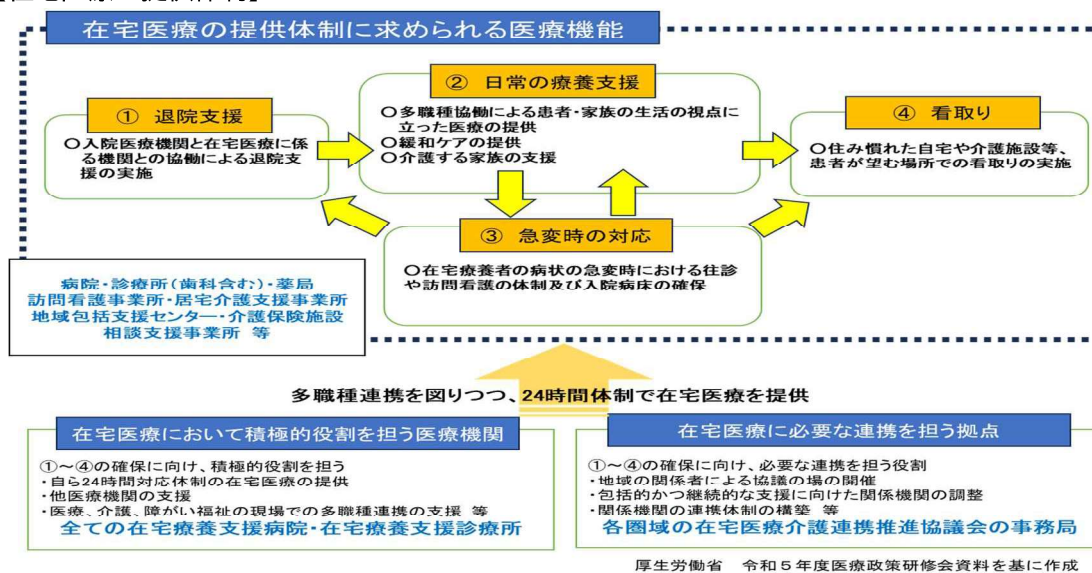 在宅医療の提供体制に求められる医療機能
① 退院支援
○入院医療機関と在宅医療に係
る機関との協働による退院支
援の実施
② 日常の療養支援
○多職種協働による患者・家族の生活の視点に
立った医療の提供
○緩和ケアの提供
○介護する家族の支援
④ 看取り
○住み慣れた自宅や介護施設等、
患者が望む場所での看取りの実施
③ 急変時の対応
○在宅療養者の病状の急変時における往診
や訪問看護の体制及び入院病床の確保
病院・診療所(歯科含む)・薬局
訪問看護事業所・居宅介護支援事業所
地域包括支援センター・介護保険施設
相談支援事業所 等
多職種連携を図りつつ、24時間体制で在宅医療を提供
在宅医療において積極的役割を担う医療機関
①~④の確保に向け、積極的役割を担う
・自ら24時間対応体制の在宅医療の提供
・他医療機関の支援
・医療、介護、障がい福祉の現場での多職種連携の支援 等
全ての在宅療養支援病院・在宅療養支援診療所
在宅医療に必要な連携を担う拠点
①~④の確保に向け、必要な連携を担う役割
・地域の関係者による協議の場の開催
・包括的かつ継続的な支援に向けた関係機関の調整
・関係機関の連携体制の構築 等
各圏域の在宅医療介護連携推進協議会の事務局
厚生労働省 令和5年度医療政策研修会資料を基に作成